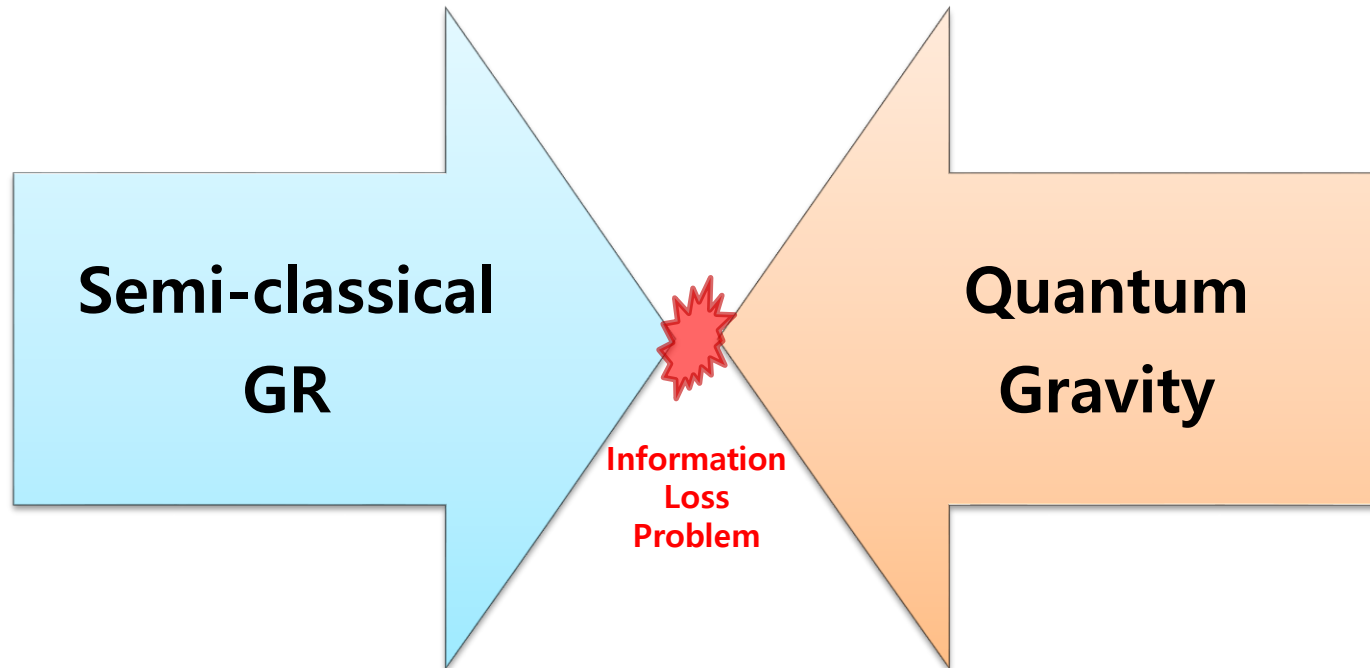 Semi-classical
GR
Quantum
Gravity
Information
Loss
Problem